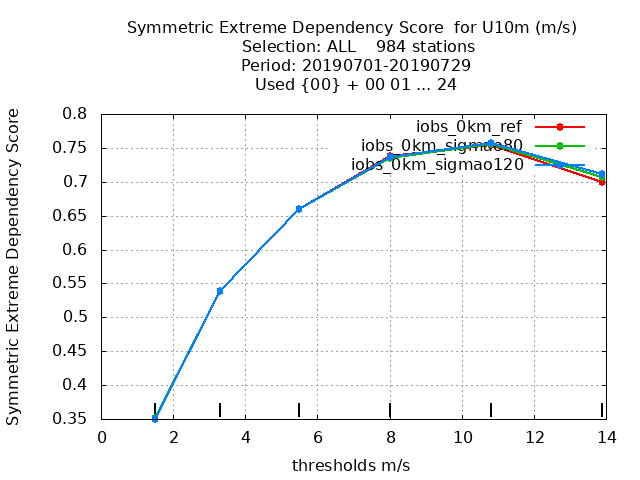 Symmetric Extreme Dependency Score  for U10m (m/s)
Selection: ALL    984 stations
Period: 20190701-20190729
Used {00} + 00 01 ... 24
Symmetric Extreme Dependency Score
0.8
0.75
0.7
0.65
0.6
0.55
0.5
0.45
0.4
0.35
iobs_0km_ref
iobs_0km_sigmao80
iobs_0km_sigmao120
0 2 4 6 8 10 12 14
thresholds m/s